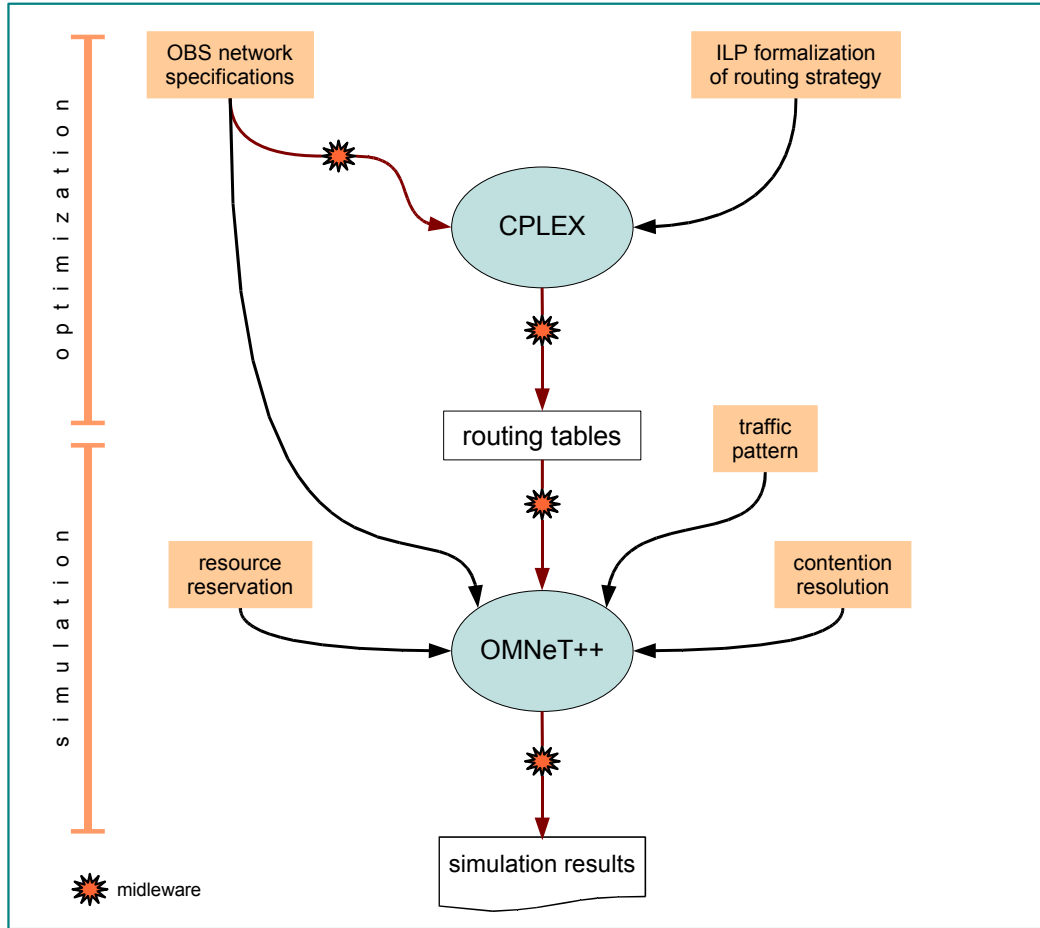 OBS network
specifications
ILP formalization
of routing strategy
optimization
CPLEX
routing tables
traffic
pattern
simulation
resource
reservation
contention
resolution
OMNeT++
simulation results
midleware